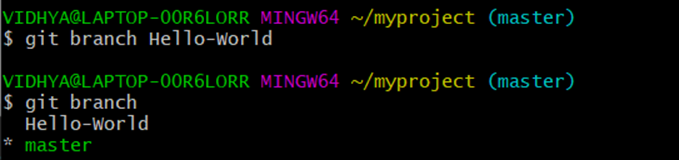 VIDHYA@LAPTOP-OOR6LORR MINGW64 ~/myproject (master)
$ git branch Hello-World
VIDHYA@LAPTOP-OOR6LORR MINGW64 ~/myproject (master)
$ git branch
  Hello-World
* master